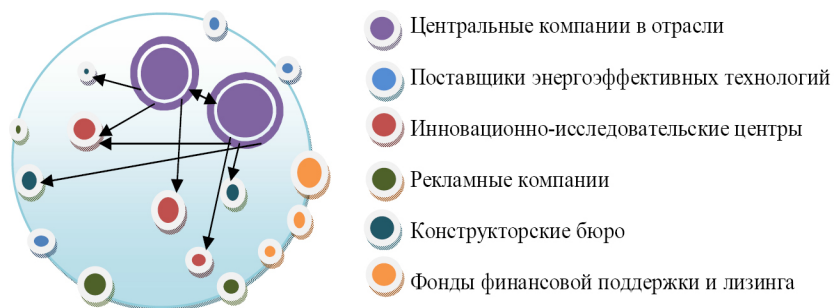 Центральные компании в отрасли
Поставщики энергоэффективных технологий
Инновационно-исследовательские центры
Рекламные компании
Конструкторские бюро
Фонды финансовой поддержки и лизинга